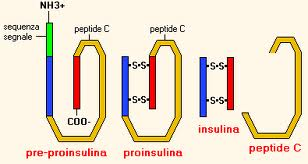 NH3+
sequenza
segnale
peptide C
COO-
pre-proinsulina
peptide C
S-S
S-S
proinsulina
S-S
S-S
insulina
peptide C